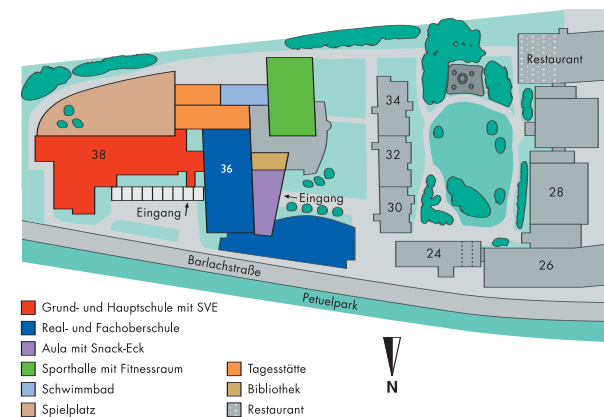 Restaurant
38
36
34
32
30
28
24
26
Eingang
Eingang
Barlachstraße
Petuelpark
Grund- und Hauptschule mit SVE
Real- und Fachoberschule
Aula mit Snack-Eck
Sporthalle mit Fitnessraum
Schwimmbad
Spielplatz
Tagesstätte
Bibliothek
Restaurant
N